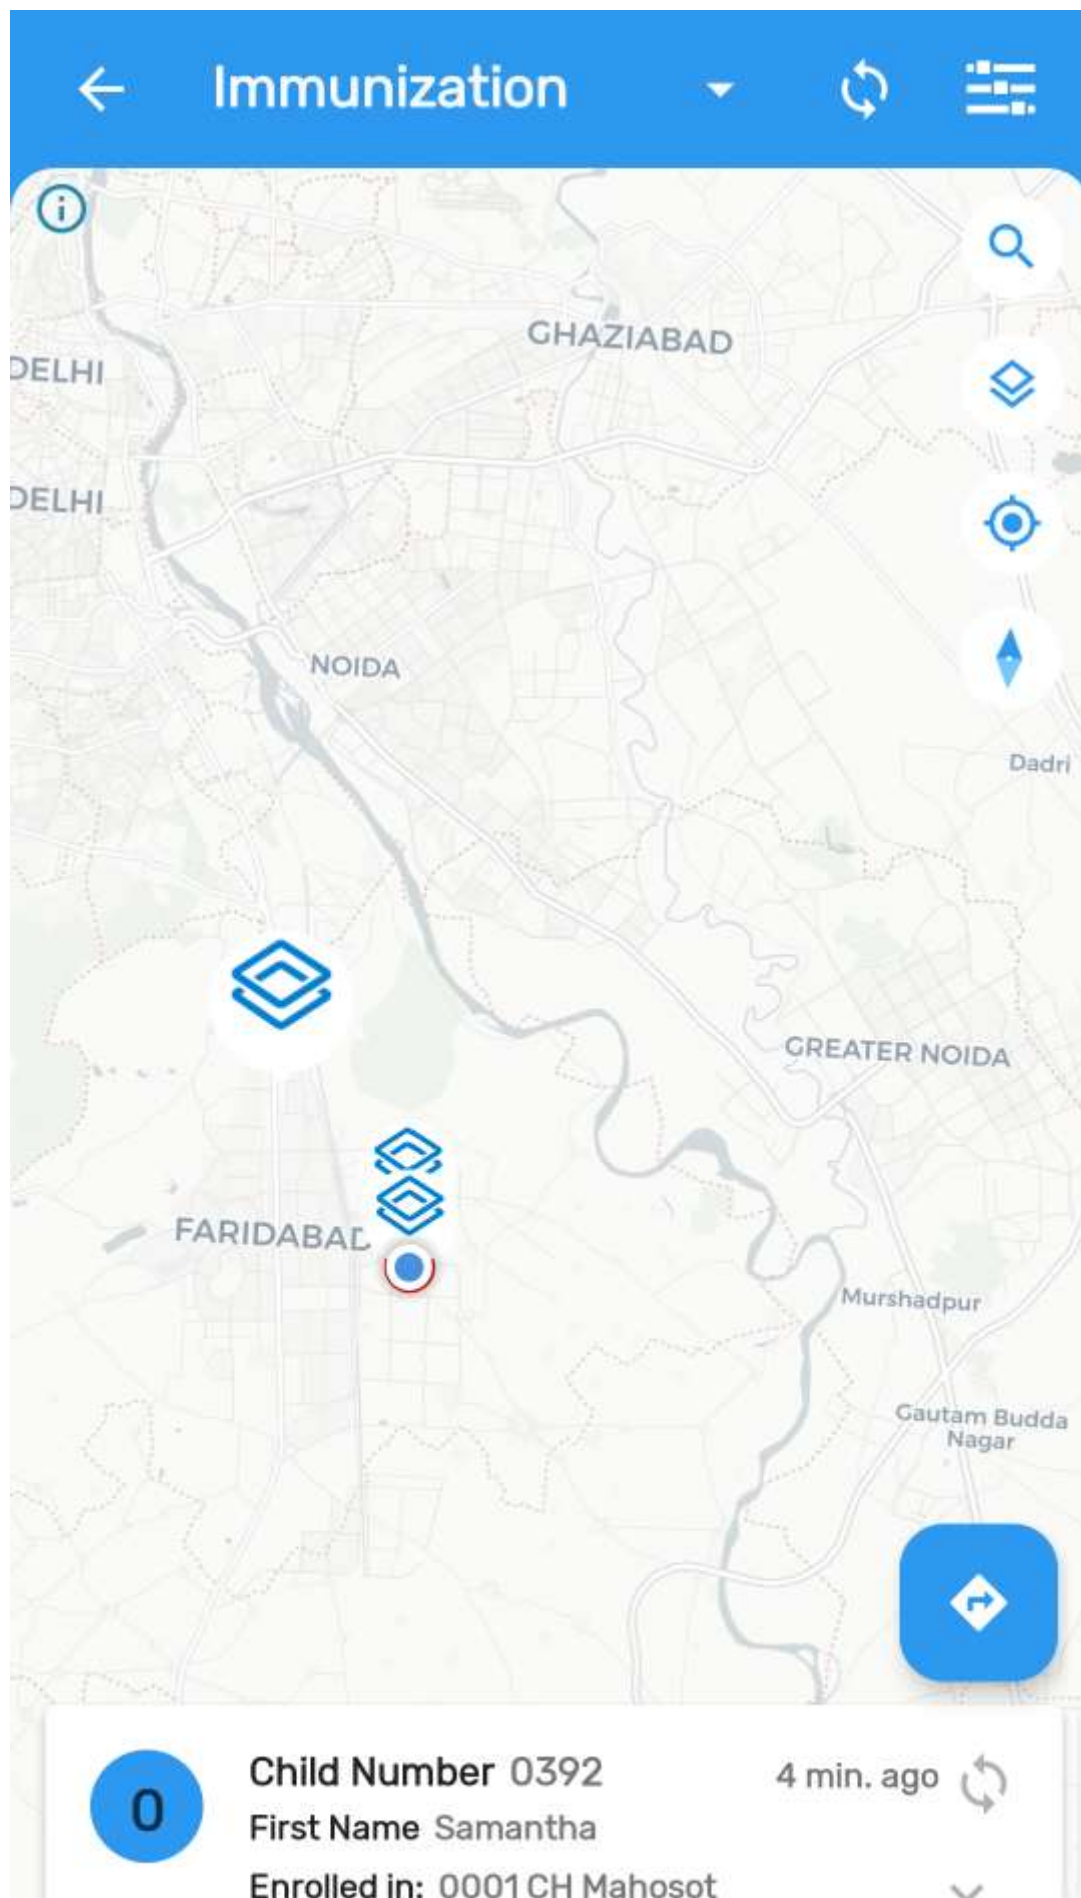 Immunization
GHAZIABAD
DELHI
DELHI
NOIDA
Dadri
GREATER NOIDA
FARIDABAD
Murshadpur
Gautam Budda
Nagar
0
Child Number 0392
4 min. ago
First Name Samantha
Enrolled in: 0001 CH Mahosot